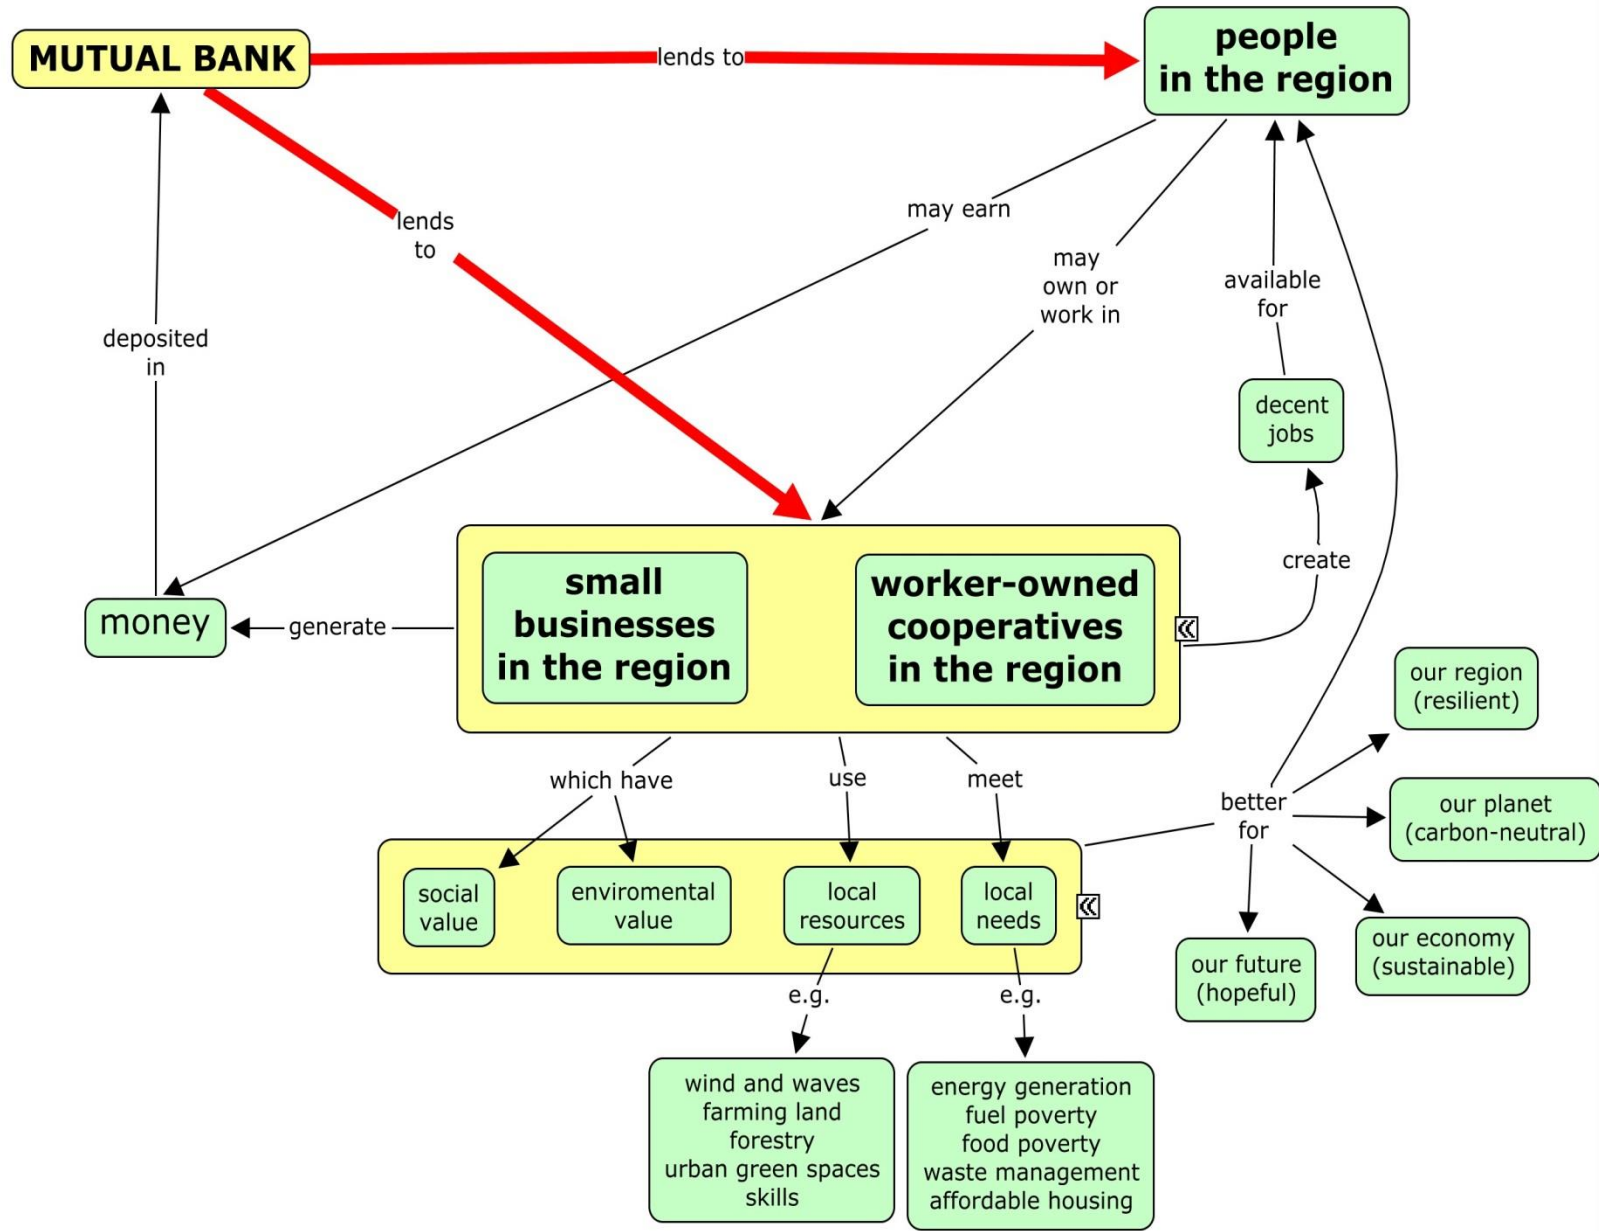 MUTUAL BANK
lends to
people
in the region
lends
to
may earn
may
own or
work in
available
for
deposited
in
decent
jobs
create
small
businesses
in the region
worker-owned
cooperatives
in the region
money
generate
our region
(resilient)
which have
use
meet
better
for
our planet
(carbon-neutral)
social
value
enviromental
value
local
resources
local
needs
our economy
(sustainable)
our future
(hopeful)
e.g.
e.g.
wind and waves
farming land
forestry
urban green spaces
skills
energy generation
fuel poverty
food poverty
waste management
affordable housing